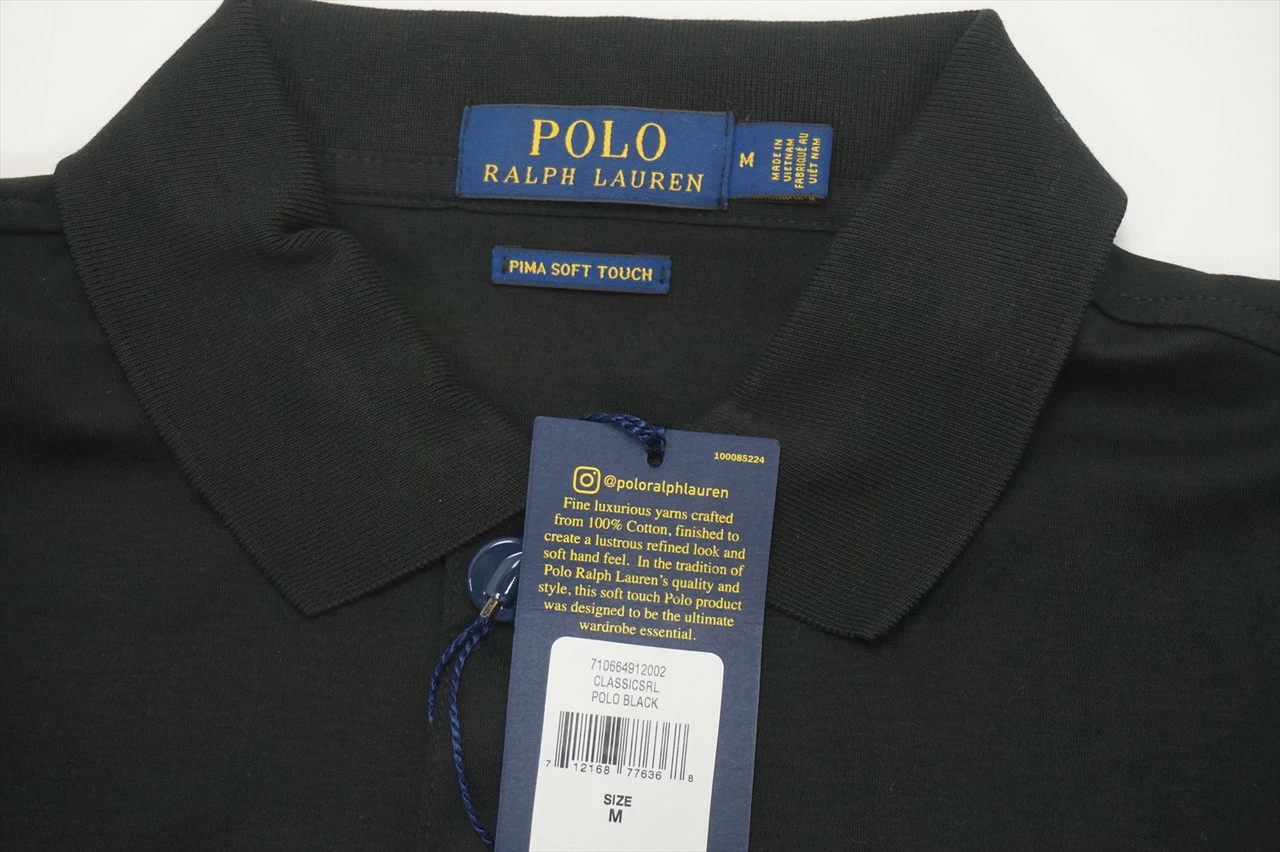 POLO
RALPH LAUREN
M
MADE IN
VIETNAM
FABRIQUÉ AU
VIÊT NAM
PIMA SOFT TOUCH
100085224
@poloralphlauren
Fine luxurious yarns crafted
from 100% Cotton, finished to
create a lustrous refined look and
soft hand feel. In the tradition of
Polo Ralph Lauren's quality and
style, this soft touch Polo product
was designed to be the ultimate
wardrobe essential.
710664912002
CLASSICSRL
POLO BLACK
7 12168 77636 8
SIZE
M